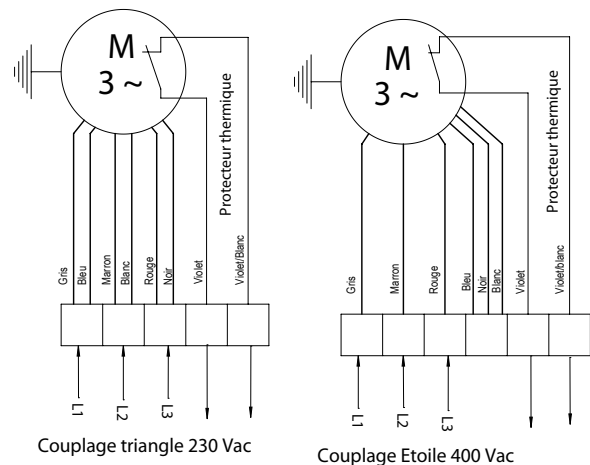 M
3 ~
Protecteur thermique
Gris
Bleu
Marron
Blanc
Rouge
Noir
Violet
Violet/Blanc
L1
L2
L3
Couplage triangle 230 Vac
M
3 ~
Protecteur thermique
Gris
Marron
Rouge
Bleu
Noir
Blanc
Violet
Violet/blanc
L1
L2
L3
Couplage Etoile 400 Vac